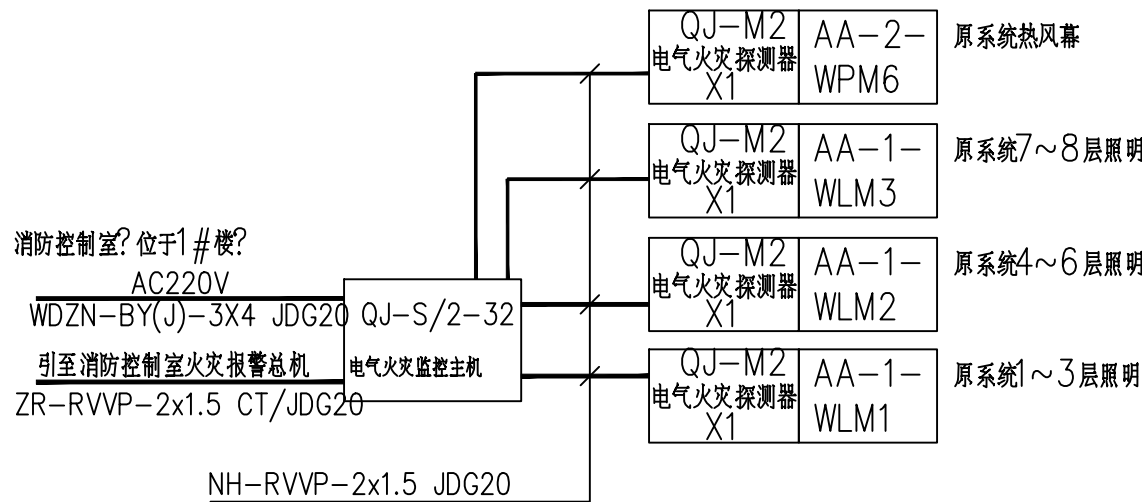 QJ-M2
电气火灾探测器
X1
AA-2-
WPM6
原系统热风幕
QJ-M2
电气火灾探测器
X1
AA-1-
WLM3
原系统7~8层照明
消防控制室?位于1#楼?
AC220V
WDZN-BY(J)-3X4 JDG20
引至消防控制室火灾报警总机
ZR-RVVP-2x1.5 CT/JDG20
QJ-S/2-32
电气火灾监控主机
QJ-M2
电气火灾探测器
X1
AA-1-
WLM2
原系统4~6层照明
QJ-M2
电气火灾探测器
X1
AA-1-
WLM1
原系统1~3层照明
NH-RVVP-2x1.5 JDG20